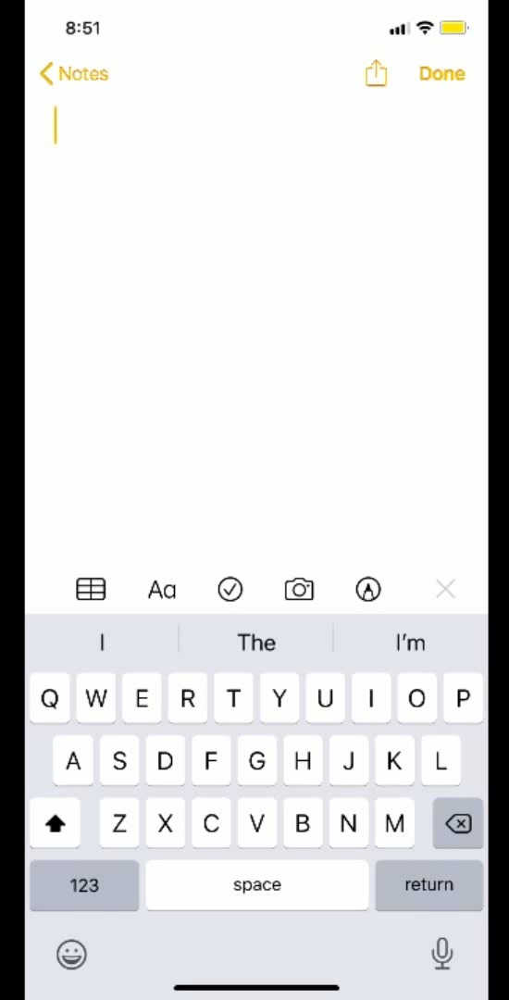 8:51
Notes Done
Aa
I The I'm
Q W E R T Y U I O P
A S D F G H J K L
Z X C V B N M
123 space return